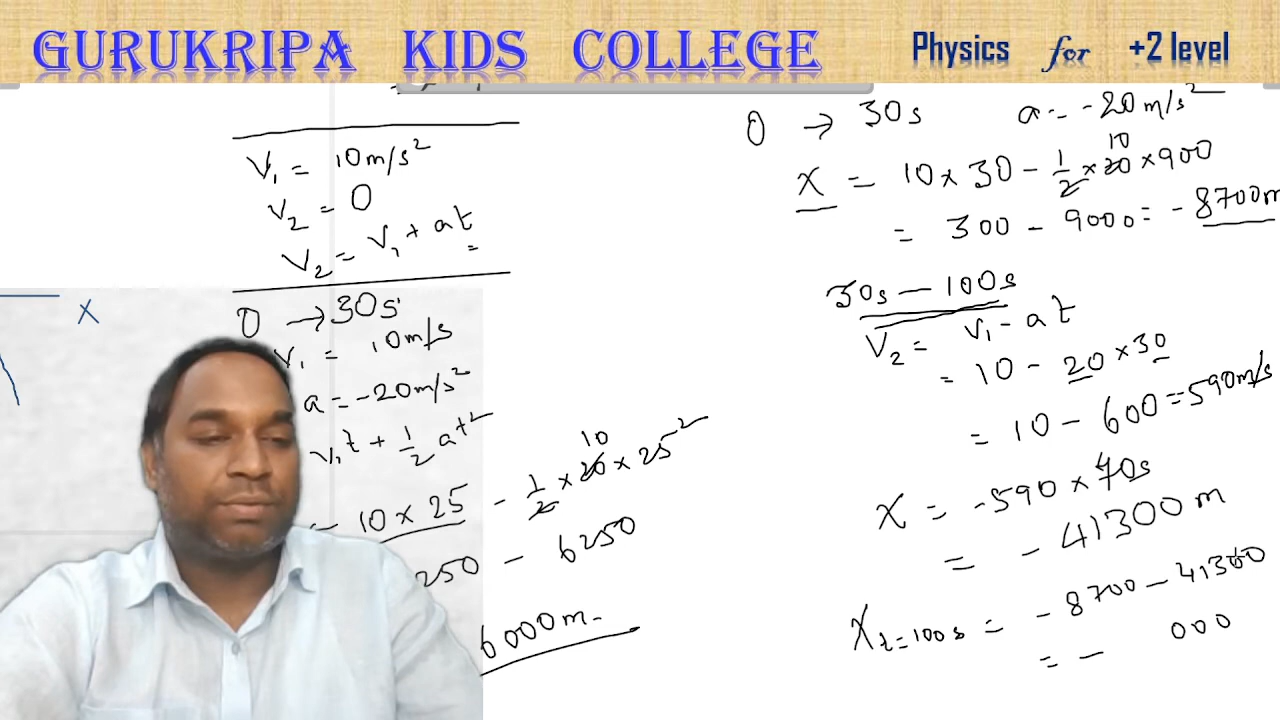 GURUKRIPA KIDS COLLEGE
Physics for +2 level
V₁ = 10m/s²
V₂ = 0
V₂ = V₁ + at
0 → 30s
V₁ = 10m/s
a = -20m/s²
V₁t + 1/2 at²
= 10 × 25 - 1/2 × 20 × 25²
10
250 - 6250
6000m.
X
0 → 30s a = -20m/s²
10
X = 10 × 30 - 1/2 × 20 × 900
= 300 - 9000 = -8700m
30s — 100s
V₂ = V₁ - at
= 10 - 20 × 30
= 10 - 600 = 590m/s
X = -590 × 70s
= - 41300 m
X t=100s = -8700 - 41300
= - 000